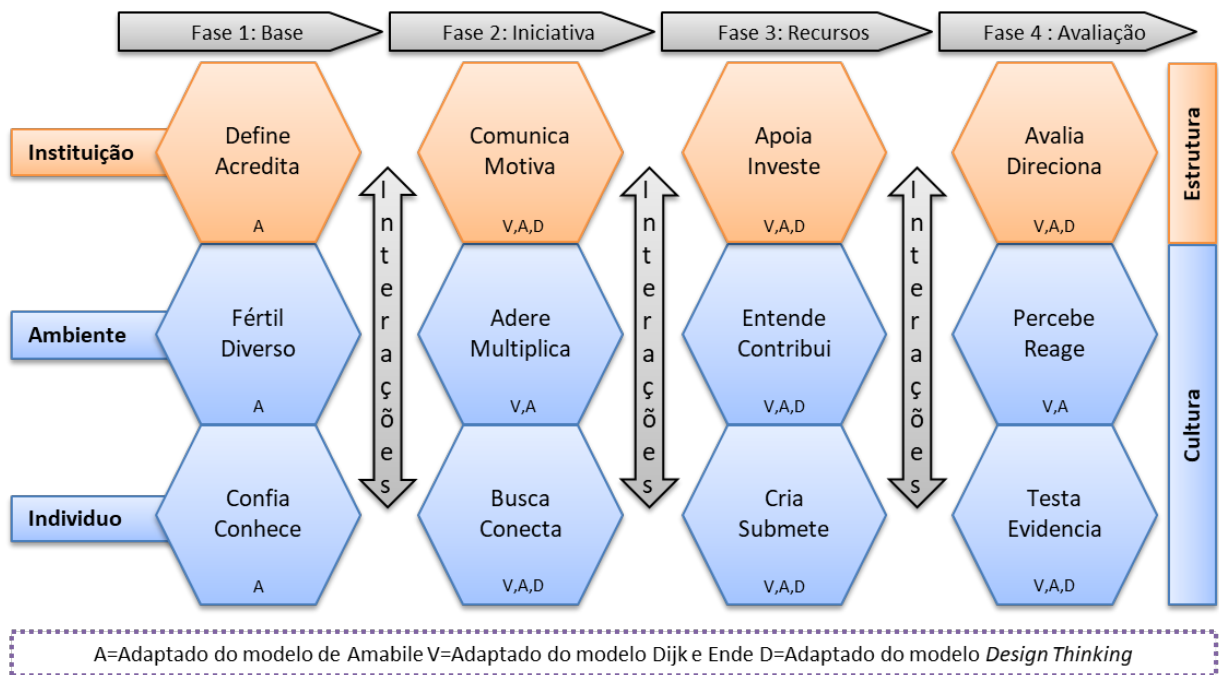 Fase 1: Base
Fase 2: Iniciativa
Fase 3: Recursos
Fase 4 : Avaliação
Instituição
Define
Acredita
A
Comunica
Motiva
V,A,D
Apoia
Investe
V,A,D
Avalia
Direciona
V,A,D
Estrutura
Interações
Interações
Interações
Ambiente
Fértil
Diverso
A
Adere
Multiplica
V,A
Entende
Contribui
V,A,D
Percebe
Reage
V,A
Cultura
Individuo
Confia
Conhece
A
Busca
Conecta
V,A,D
Cria
Submete
V,A,D
Testa
Evidencia
V,A,D
A=Adaptado do modelo de Amabile V=Adaptado do modelo Dijk e Ende D=Adaptado do modelo Design Thinking